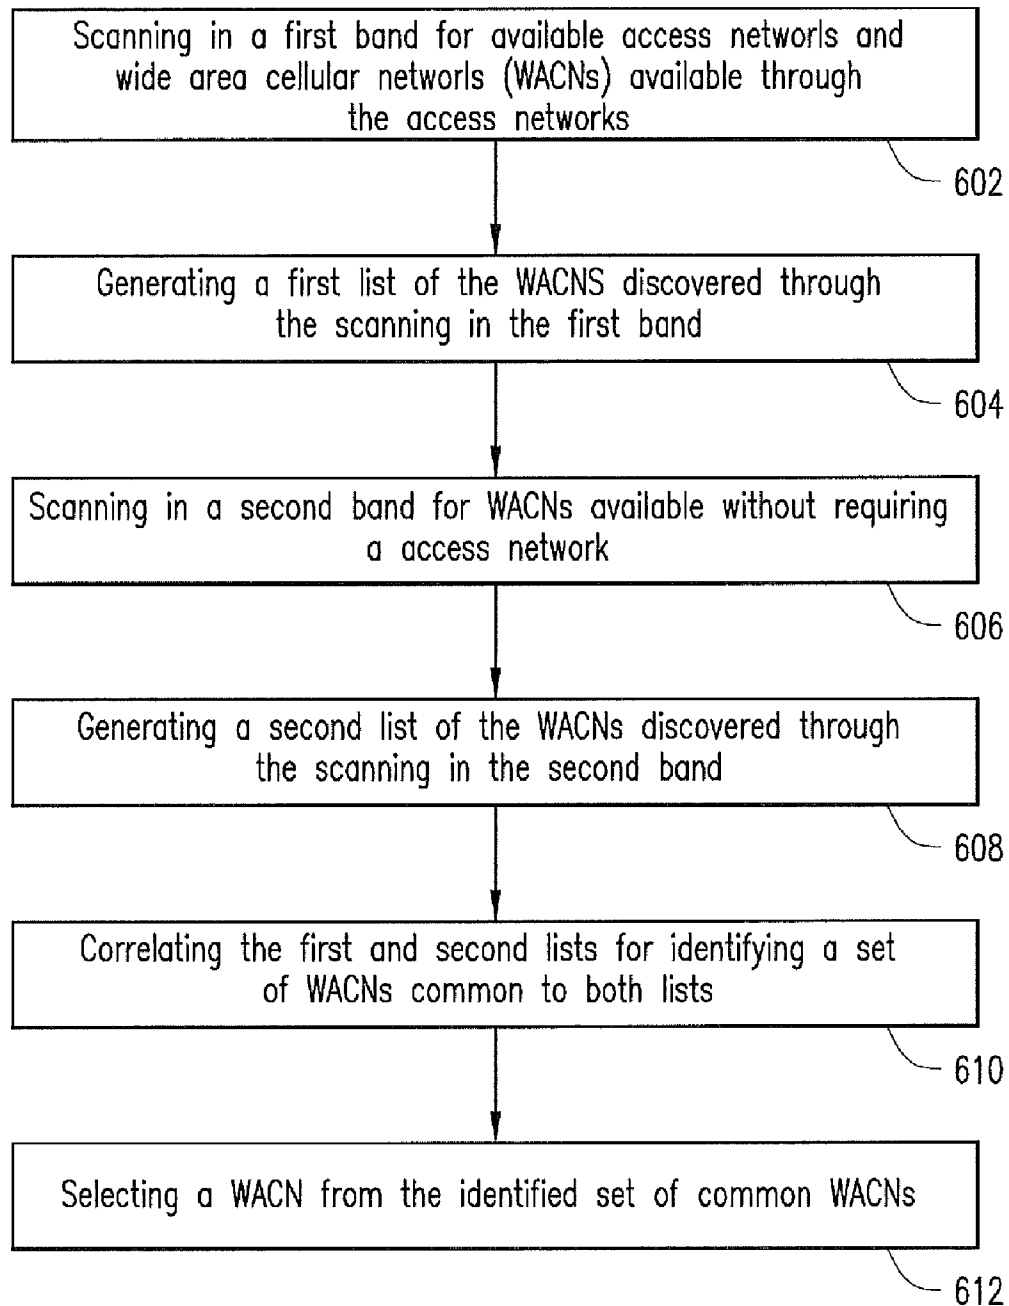 Scanning in a first band for available access networls and
wide area cellular networls (WACNs) available through
the access networks
602
Generating a first list of the WACNS discovered through
the scanning in the first band
604
Scanning in a second band for WACNs available without requiring
a access network
606
Generating a second list of the WACNs discovered through
the scanning in the second band
608
Correlating the first and second lists for identifying a set
of WACNs common to both lists
610
Selecting a WACN from the identified set of common WACNs
612